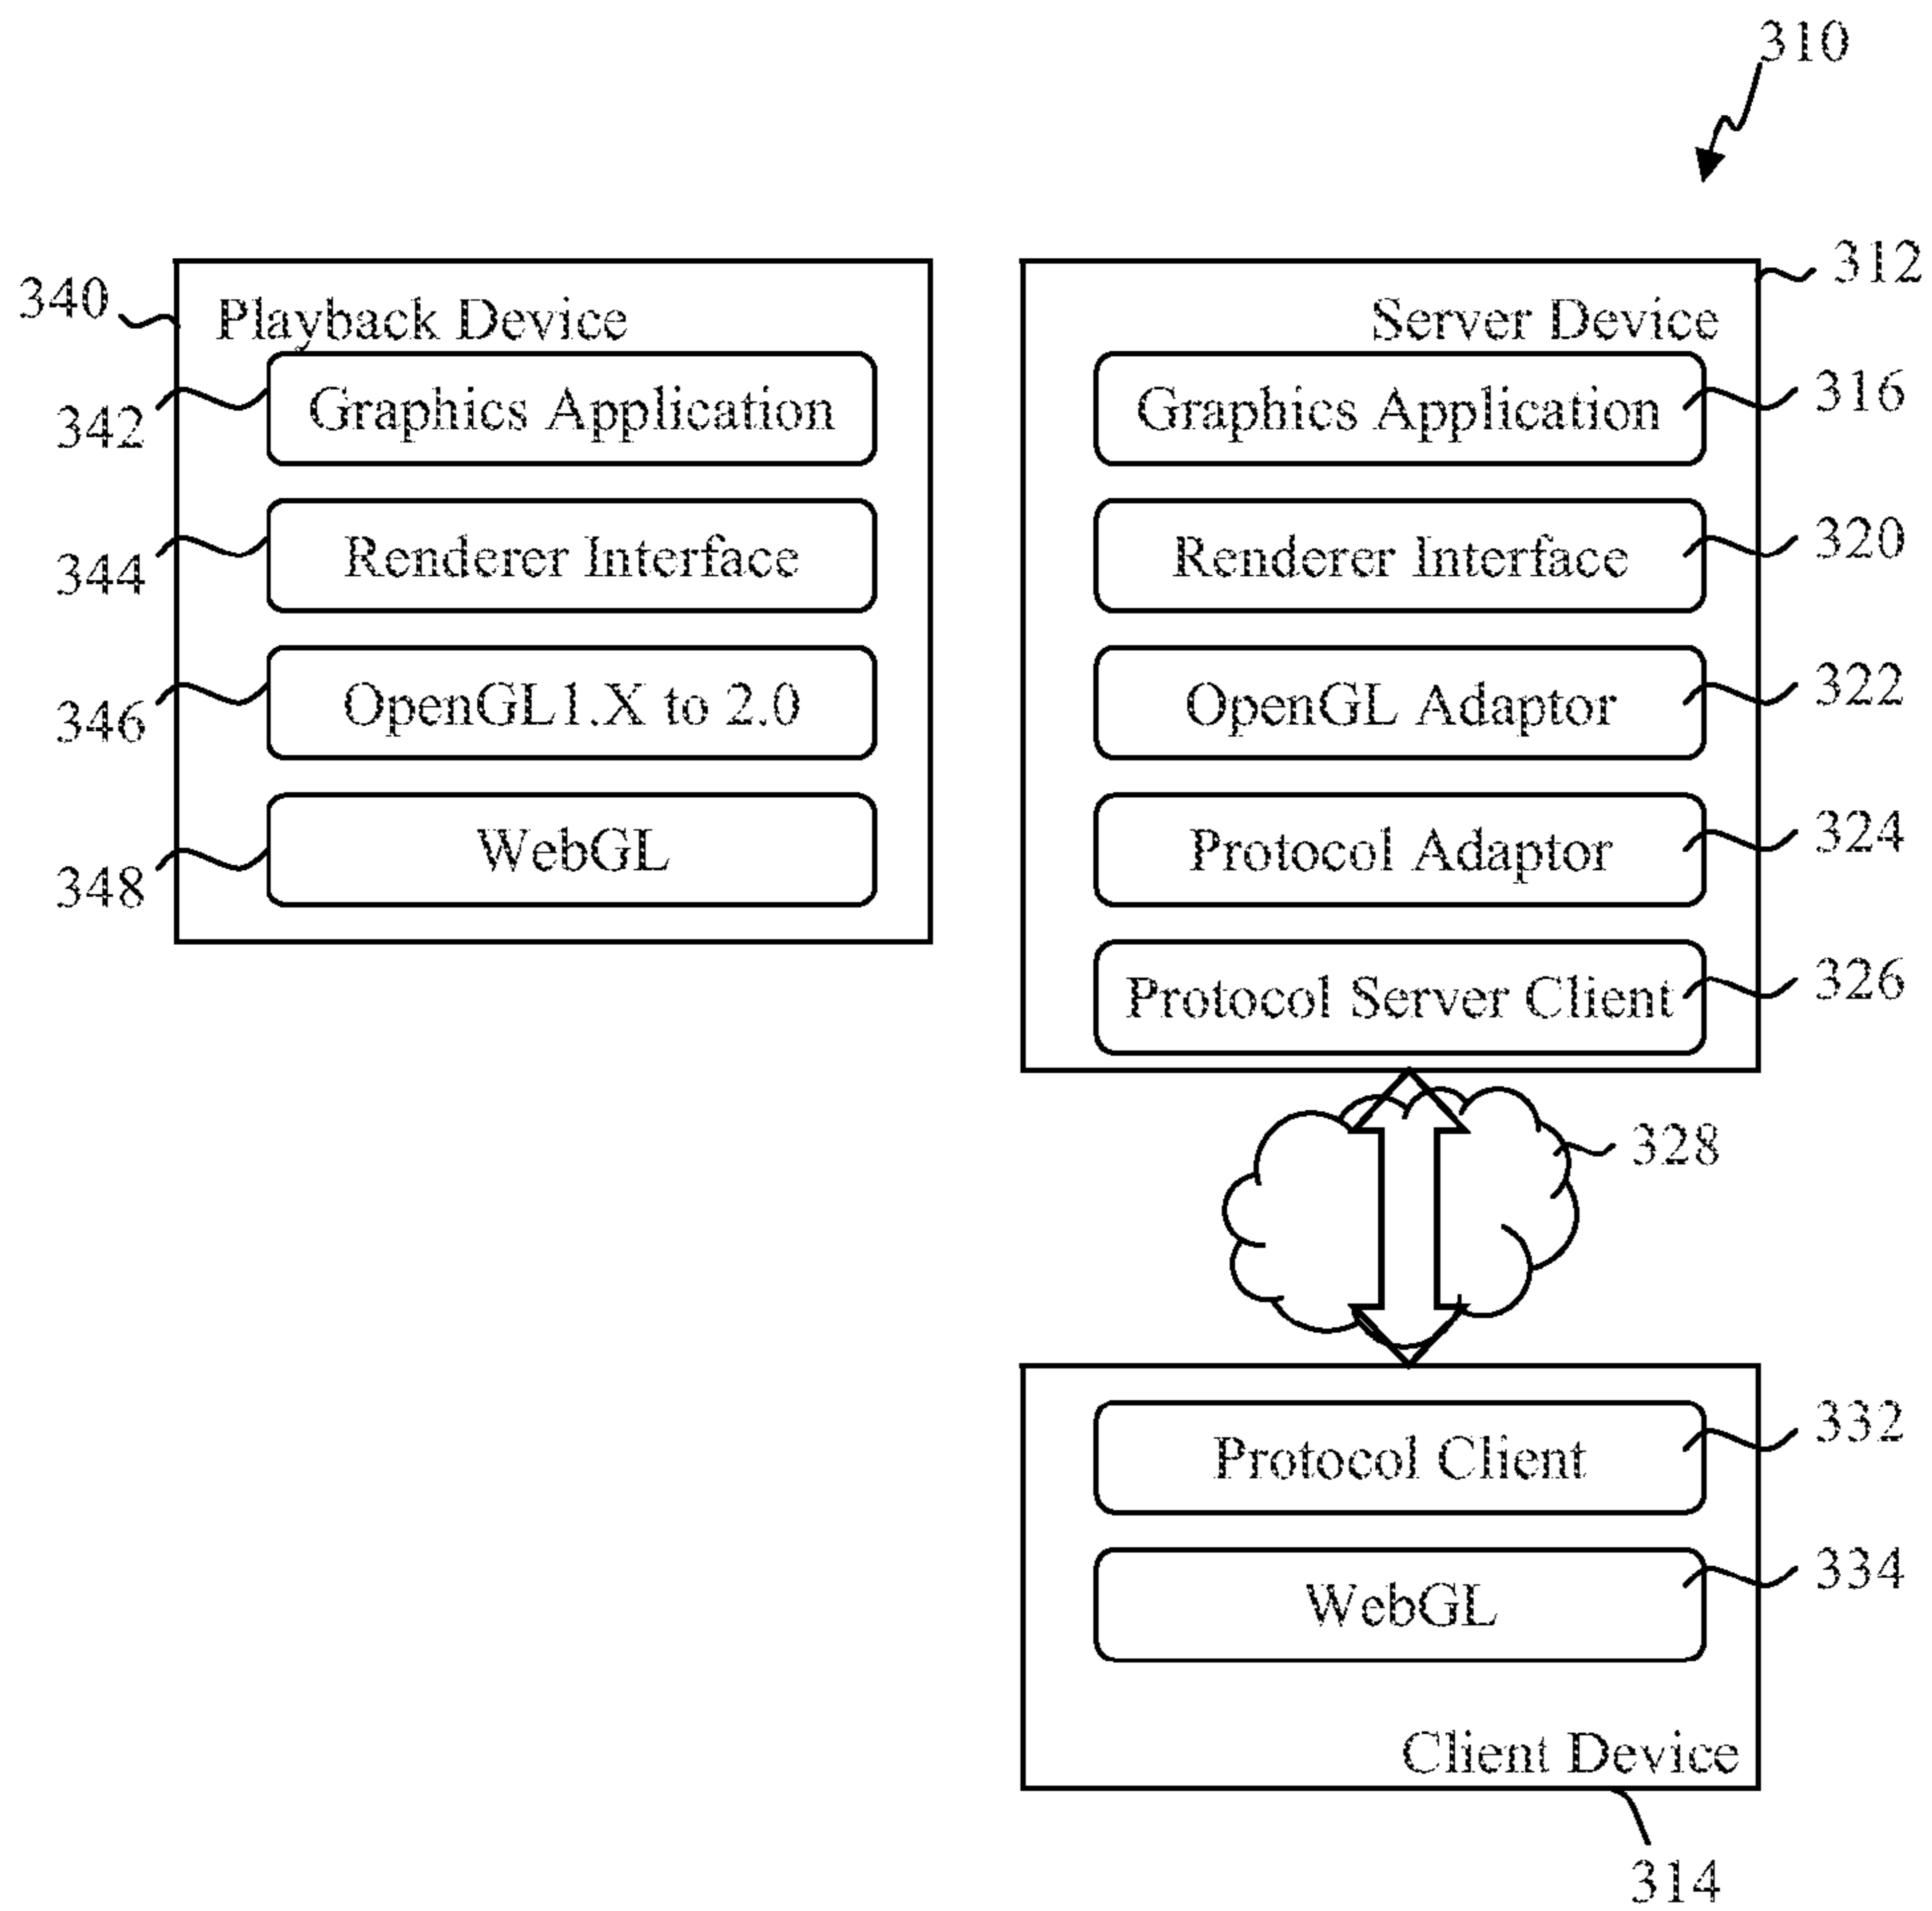 310
312
340
Playback Device
Server Device
342
Graphics Application
Graphics Application
316
344
Renderer Interface
Renderer Interface
320
346
OpenGL1.X to 2.0
OpenGL Adaptor
322
348
WebGL
Protocol Adaptor
324
Protocol Server Client
326
328
Protocol Client
332
WebGL
334
Client Device
314